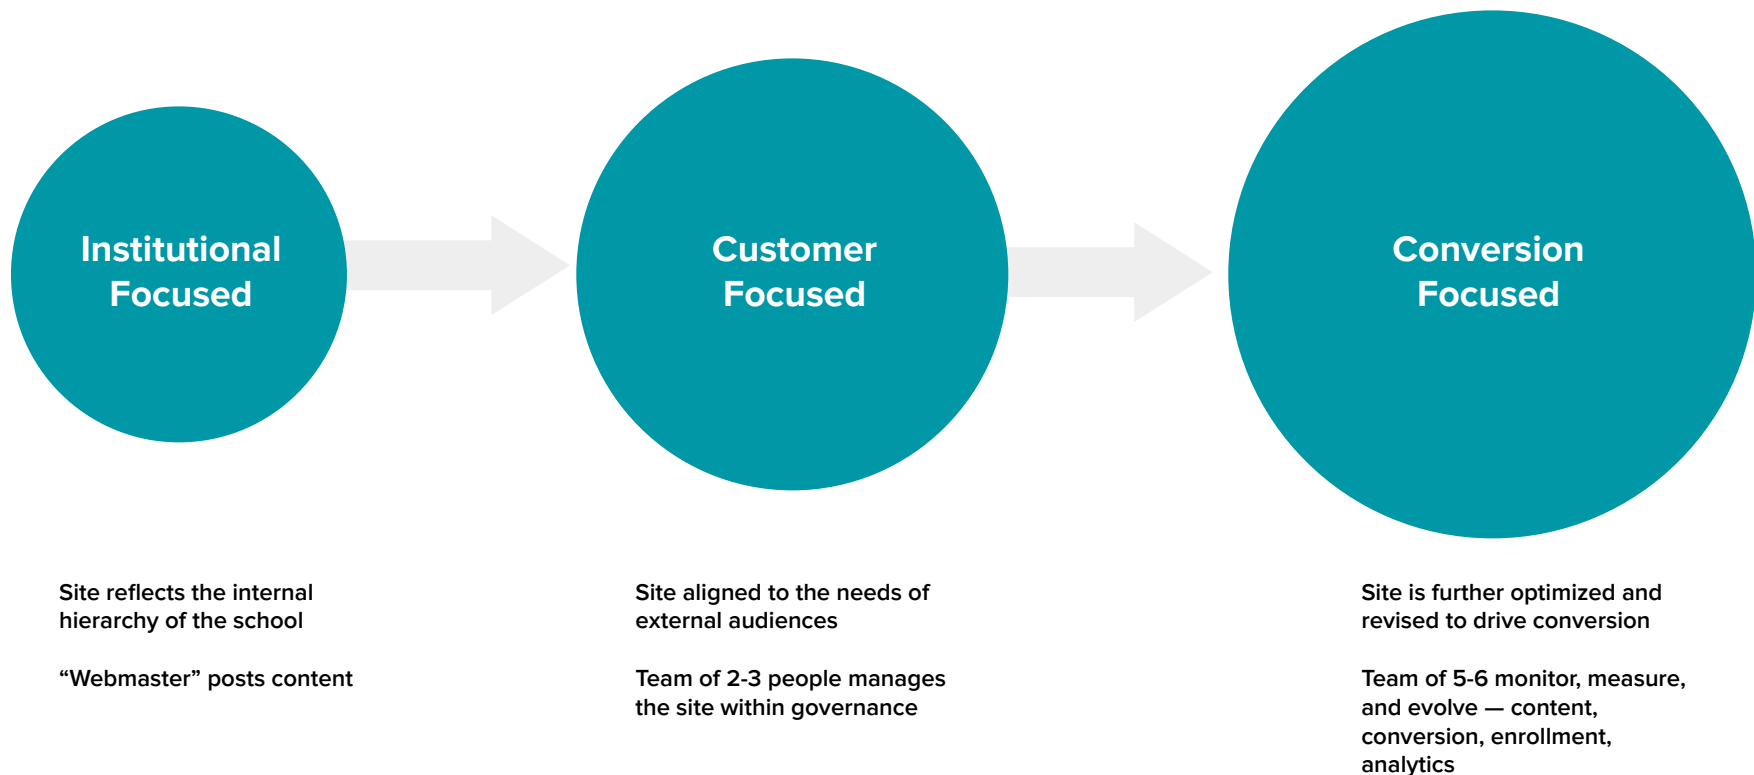 Institutional
Focused
Customer
Focused
Conversion
Focused
Site reflects the internal
hierarchy of the school
“Webmaster” posts content
Site aligned to the needs of
external audiences
Team of 2-3 people manages
the site within governance
Site is further optimized and
revised to drive conversion
Team of 5-6 monitor, measure,
and evolve — content,
conversion, enrollment,
analytics